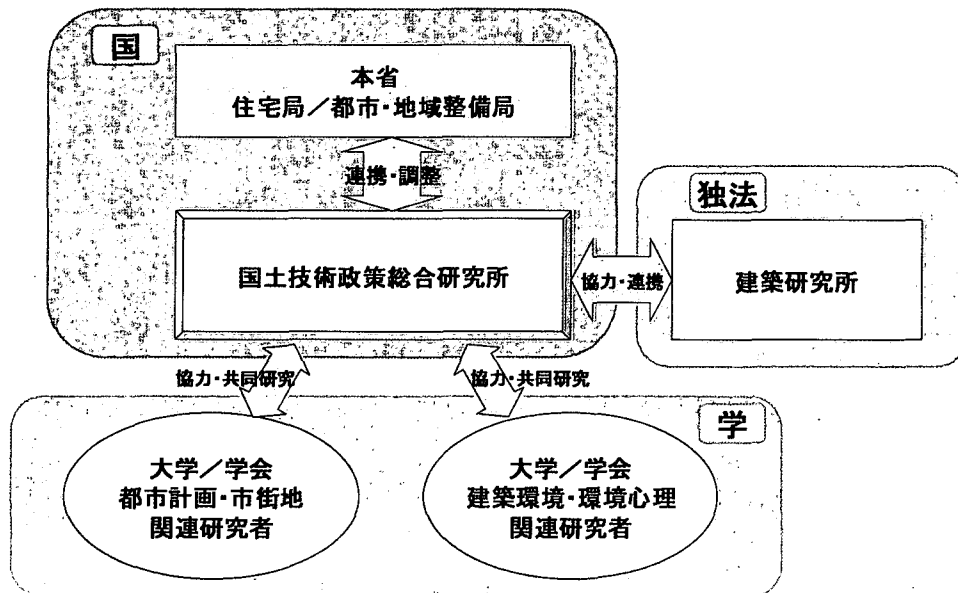 国
本省
住宅局／都市・地域整備局
連携・調整
独法
国土技術政策総合研究所
協力・連携
建築研究所
協力・共同研究
協力・共同研究
学
大学／学会
都市計画・市街地
関連研究者
大学／学会
建築環境・環境心理
関連研究者